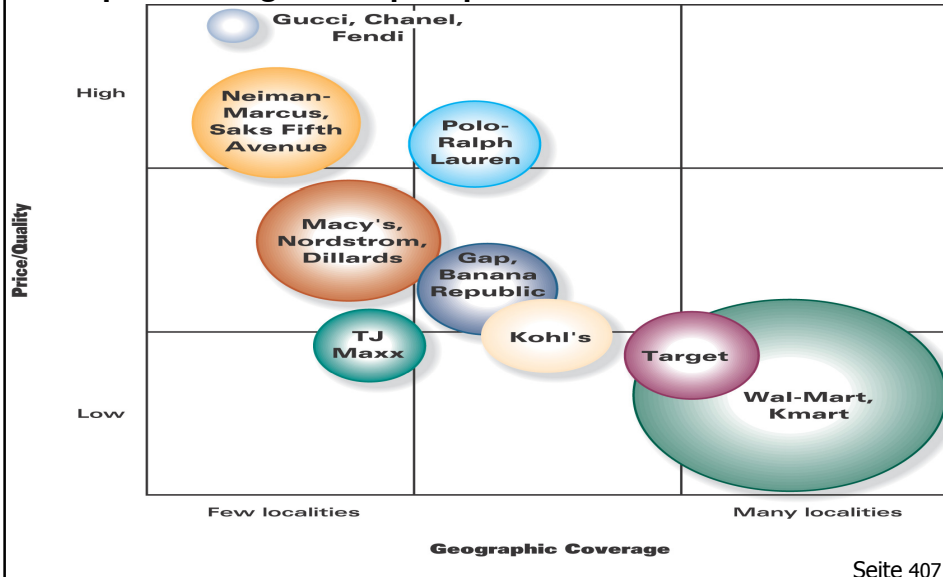 Gucci, Chanel,
Fendi
High
Neiman-
Marcus,
Saks Fifth
Avenue
Polo-
Ralph
Lauren
Price/Quality
Macy's,
Nordstrom,
Dillards
Gap,
Banana
Republic
TJ
Maxx
Kohl's
Target
Wal-Mart,
Kmart
Low
Few localities
Many localities
Geographic Coverage
Seite 407